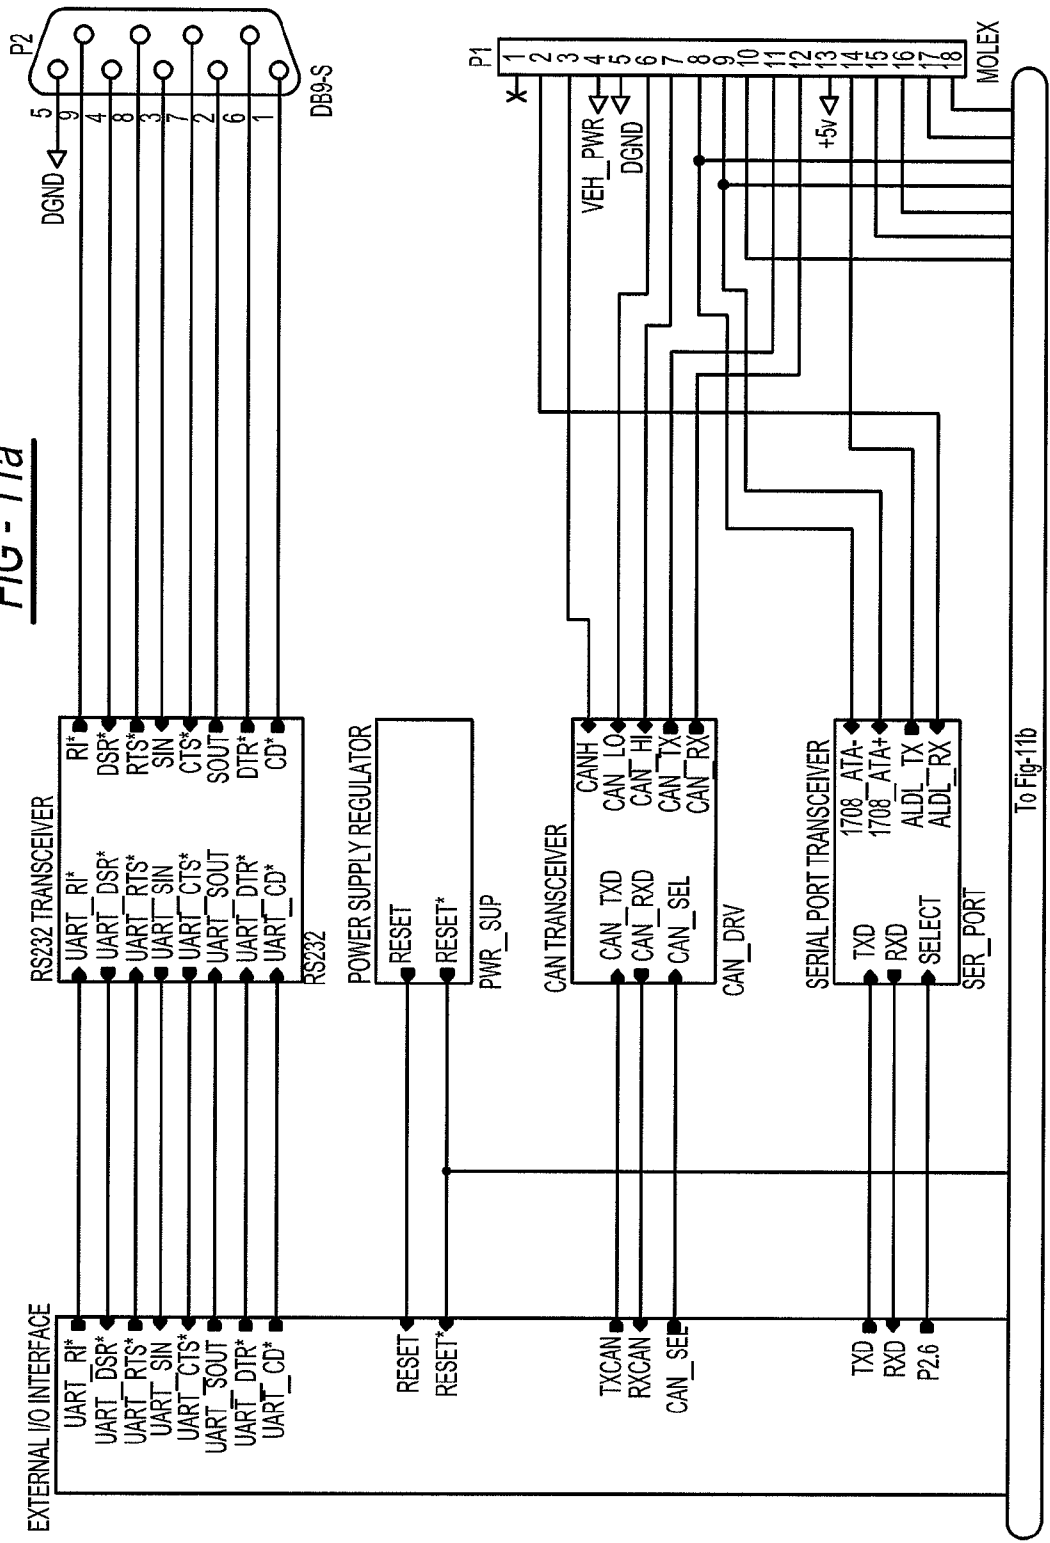 FIG - 11a
EXTERNAL I/O INTERFACE
UART_RI*
UART_DSR*
UART_RTS*
UART_SIN
UART_CTS*
UART_SOUT
UART_DTR*
UART_CD*
RESET
RESET*
TXCAN
RXCAN
CAN_SEL
TXD
RXD
P2.6
RS232 TRANSCEIVER
UART_RI*
UART_DSR*
UART_RTS*
UART_SIN
UART_CTS*
UART_SOUT
UART_DTR*
UART_CD*
RI*
DSR*
RTS*
SIN
CTS*
SOUT
DTR*
CD*
RS232
POWER SUPPLY REGULATOR
RESET
RESET*
PWR_SUP
CAN TRANSCEIVER
CAN_TXD
CAN_RXD
CAN_SEL
CANH
CAN_LO
CAN_HI
CAN_TX
CAN_RX
CAN_DRV
SERIAL PORT TRANSCEIVER
TXD
RXD
SELECT
1708_ATA-
1708_ATA+
ALDL_TX
ALDL_RX
SER_PORT
P2
DGND
5
9
4
8
3
7
2
6
1
DB9-S
P1
1
2
3
4
5
6
7
8
9
10
11
12
13
14
15
16
17
18
X
VEH_PWR
DGND
+5v
MOLEX
To Fig-11b